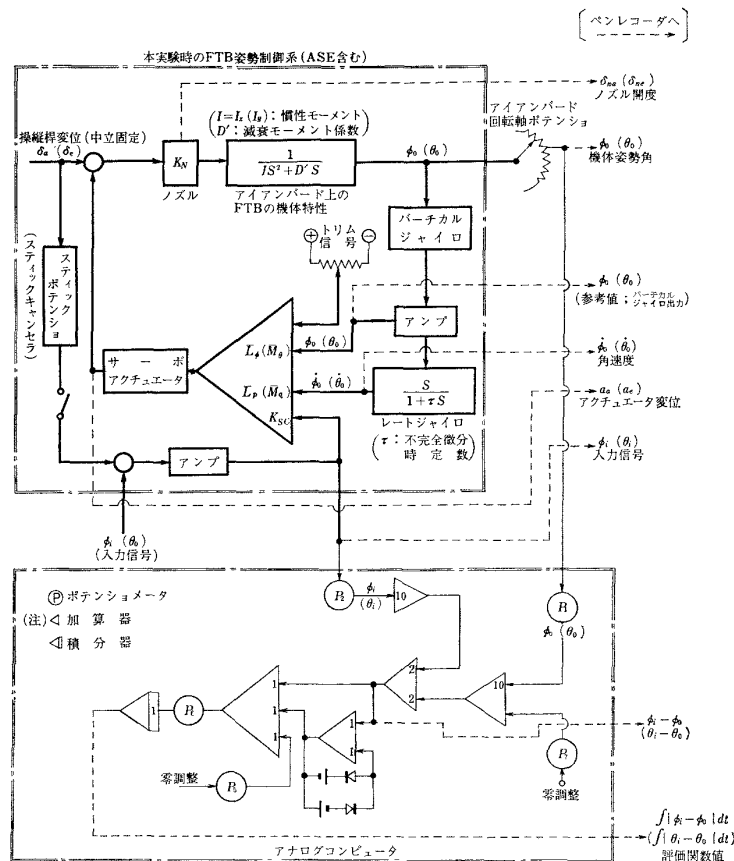 〔ペンレコーダへ〕
本実験時のFTB姿勢制御系(ASE含む)
δna (δne)
ノズル開度
(I=Ix (Iy) : 慣性モーメント
D′ : 減衰モーメント係数)
アイアンバード
回転軸ポテンショ
操縦桿変位(中立固定)
δa (δe)
KN
ノズル
1
IS²+D′S
アイアンバード上の
FTBの機体特性
φ0 (θ0)
φ0 (θ0)
機体姿勢角
バーチカル
ジャイロ
⊕トリム⊖
信号
(スティックキャンセラ)
スティックポテンショ
φ0 (θ0)
(参考値;バーチカルジャイロ出力)
アンプ
Lφ(Mθ)
φ0 (θ0)
サーボ
アクチュエータ
φ̇0 (θ̇0)
角速度
Lp(Mq)
φ̇0 (θ̇0)
S
1+τS
aa (ae)
アクチュエータ変位
KSC
レートジャイロ
(τ : 不完全微分
時定数)
φi (θi)
入力信号
アンプ
φi (θ0)
(入力信号)
Ⓟポテンショメータ
(注) 加算器
積分器
φi
(θi)
10
φ0 (θ0)
2
2
10
1
1
1
1
1
1
φi−φ0
(θi−θ0)
零調整
零調整
∫|φi−φ0|dt
(∫|θi−θ0|dt)
評価関数値
アナログコンピュータ